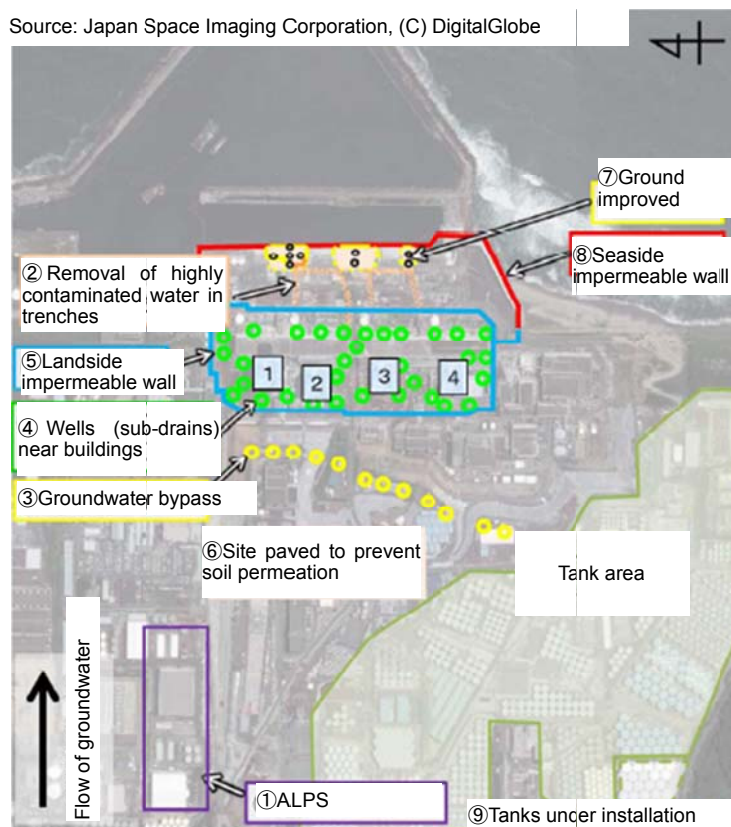 Source: Japan Space Imaging Corporation, (C) DigitalGlobe
⑦Ground
improved
⑧Seaside
impermeable wall
② Removal of highly
contaminated water in
trenches
⑤Landside
impermeable wall
1
2
3
4
④ Wells (sub-drains)
near buildings
③Groundwater bypass
⑥Site paved to prevent
soil permeation
Tank area
Flow of groundwater
①ALPS
⑨Tanks under installation